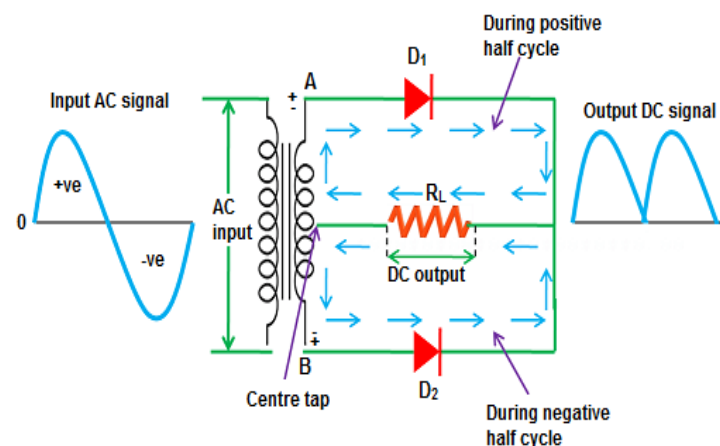 During positive
half cycle
D1
A
Input AC signal
Output DC signal
+
-
+ve
RL
0
AC
input
-ve
DC output
-
+
B
D2
Centre tap
During negative
half cycle